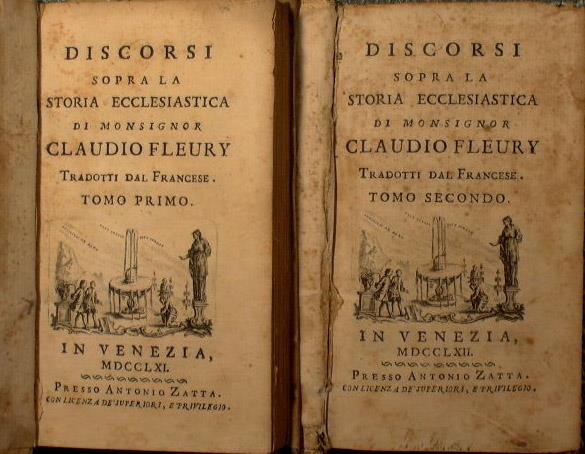 DISCORSI
SOPRA LA
STORIA ECCLESIASTICA
DI MONSIGNOR
CLAUDIO FLEURY
TRADOTTI DAL FRANCESE.
TOMO PRIMO.
IN VENEZIA,
MDCCLXI.
PRESSO ANTONIO ZATTA.
CON LICENZA DE' SUPERIORI, E PRIVILEGIO.
DISCORSI
SOPRA LA
STORIA ECCLESIASTICA
DI MONSIGNOR
CLAUDIO FLEURY
TRADOTTI DAL FRANCESE.
TOMO SECONDO.
IN VENEZIA,
MDCCLXII.
PRESSO ANTONIO ZATTA.
CON LICENZA DE' SUPERIORI, E PRIVILEGIO.